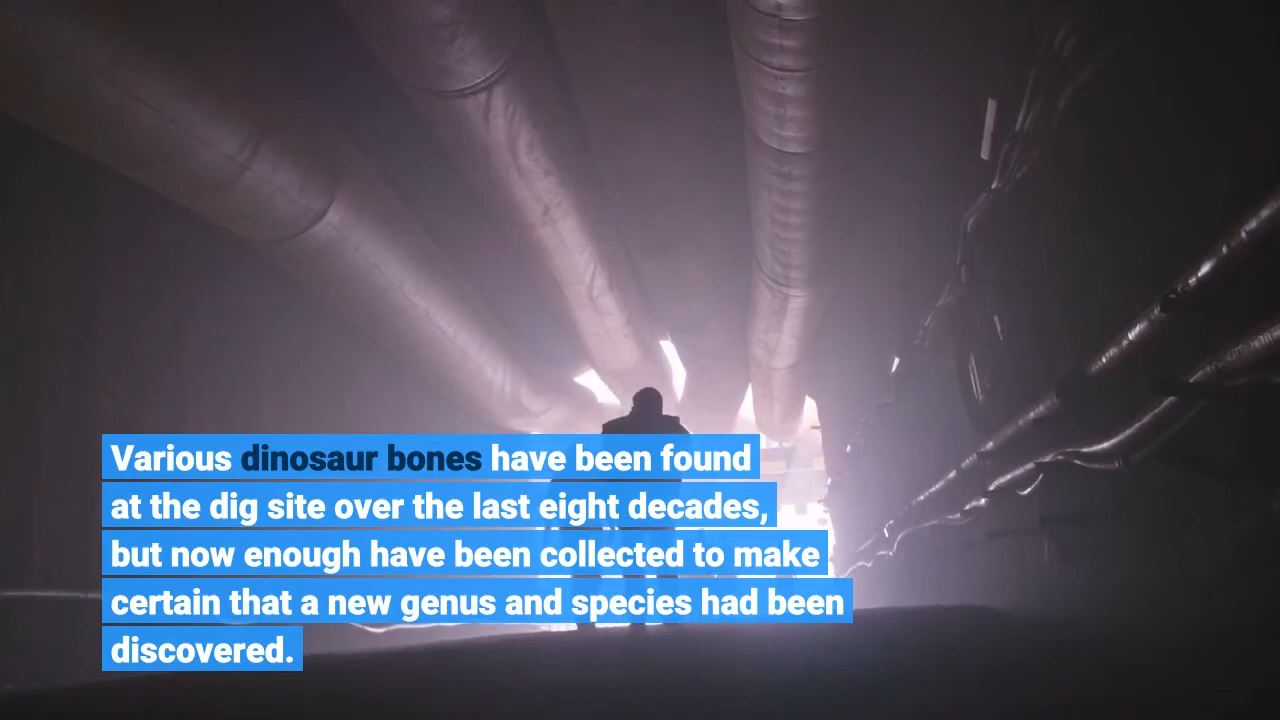 Various dinosaur bones have been found
at the dig site over the last eight decades,
but now enough have been collected to make
certain that a new genus and species had been
discovered.